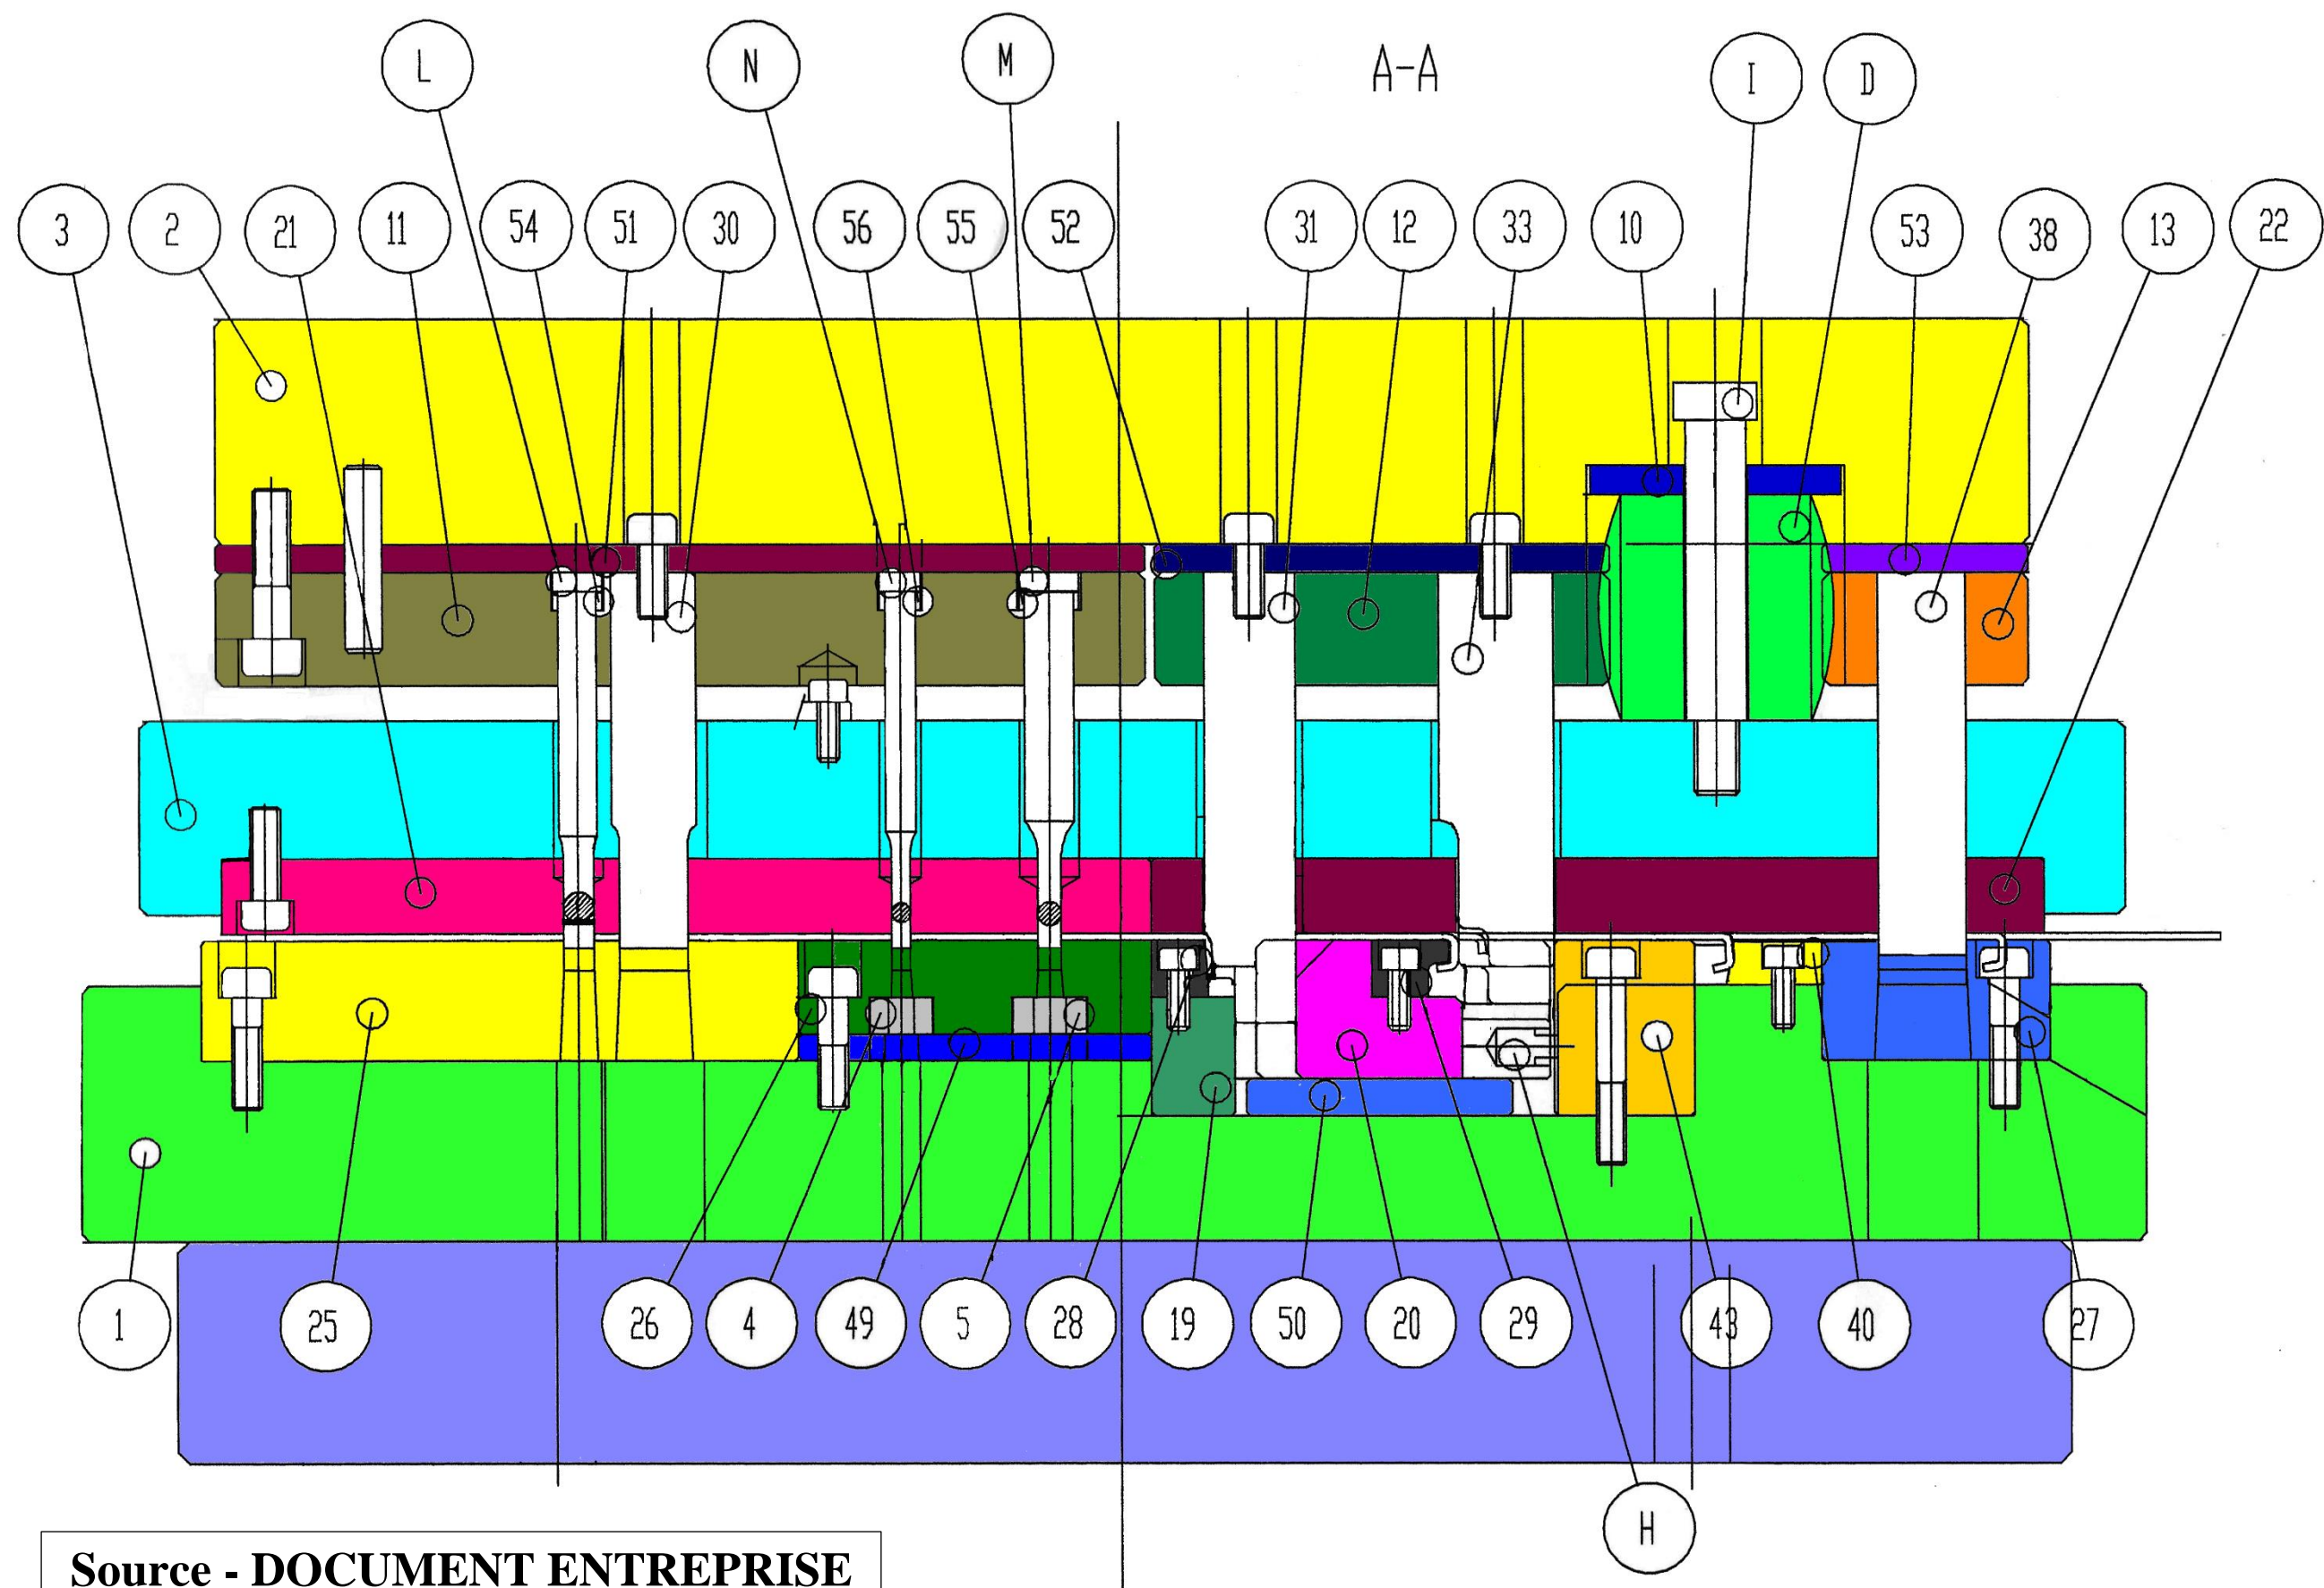 L N M A-A I D
3 2 21 11 54 51 30 56 55 52 31 12 33 10 53 38 13 22
1 25 26 4 49 5 28 19 50 20 29 43 40 27
H
Source - DOCUMENT ENTREPRISE